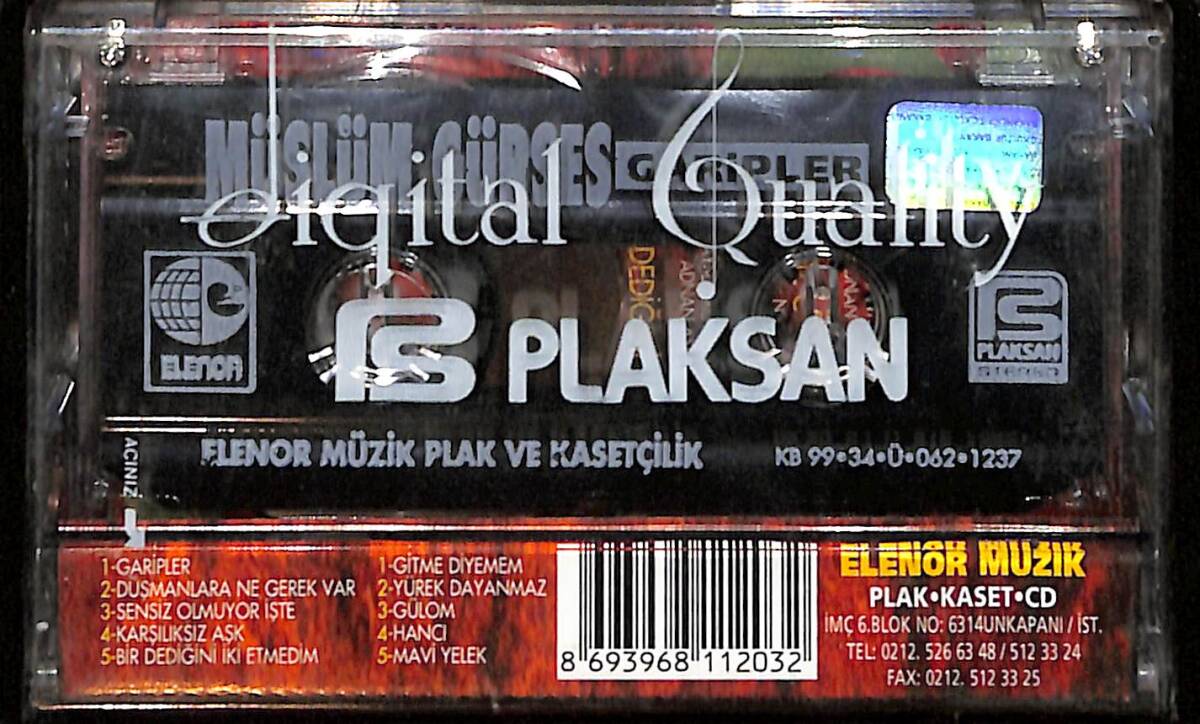 MÜSLÜM GÜRSES GARİPLER
Digital Quality
ELENOR
DEDİĞ
PLAKSAN
PLAKSAN
STEREO
ELENOR MÜZİK PLAK VE KASETÇİLİK
KB 99•34•Ü•062•1237
AÇINIZ
1-GARİPLER
2-DÜŞMANLARA NE GEREK VAR
3-SENSİZ OLMUYOR İŞTE
4-KARŞILIKSIZ AŞK
5-BİR DEDİĞİNİ İKİ ETMEDİM
1-GİTME DİYEMEM
2-YÜREK DAYANMAZ
3-GÜLOM
4-HANCI
5-MAVİ YELEK
8 693968 112032
ELENOR MÜZİK
PLAK•KASET•CD
İMÇ 6.BLOK NO: 6314UNKAPANI / İST.
TEL: 0212. 526 63 48 / 512 33 24
FAX: 0212. 512 33 25